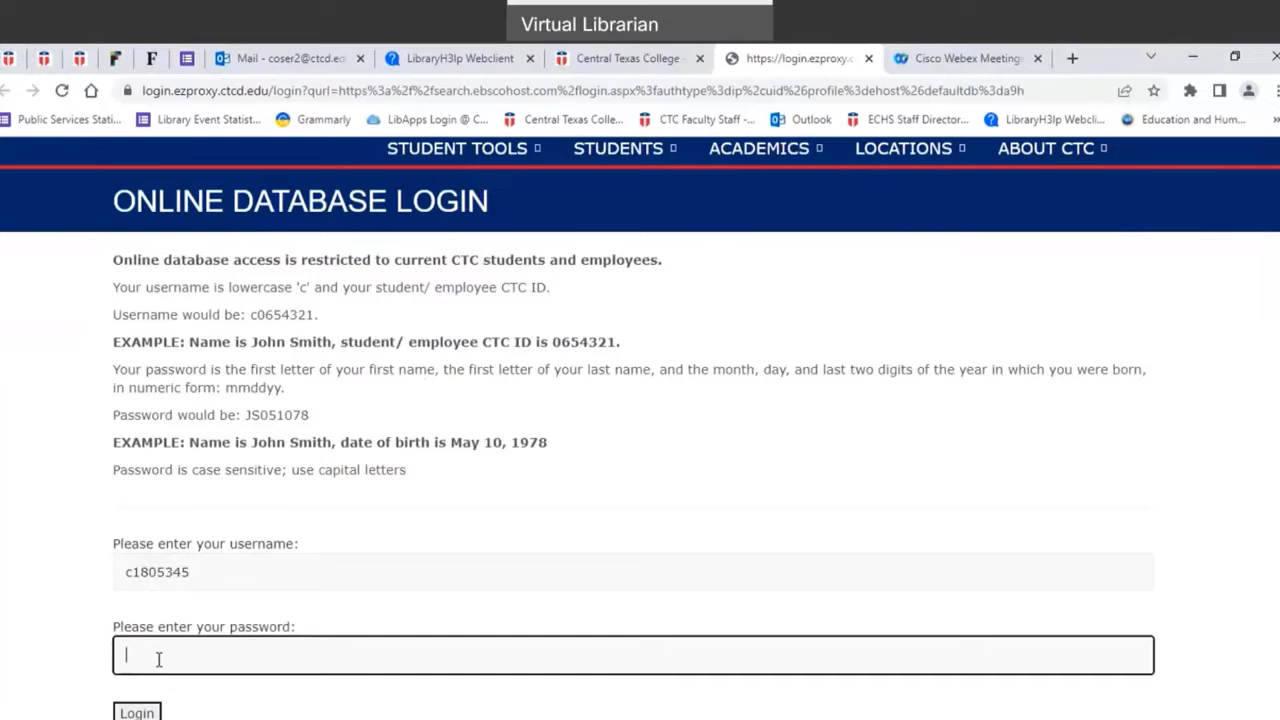 Virtual Librarian
Mail - coser2@ctcd.ec
LibraryH3lp Webclient
Central Texas College -
https://login.ezproxy.c
Cisco Webex Meeting
login.ezproxy.ctcd.edu/login?qurl=https%3a%2f%2fsearch.ebscohost.com%2flogin.aspx%3fauthtype%3dip%2cuid%26profile%3dehost%26defaultdb%3da9h
Public Services Stati...
Library Event Statist...
Grammarly
LibApps Login @ C...
Central Texas Colle...
CTC Faculty Staff -...
Outlook
ECHS Staff Director...
LibraryH3lp Webcli...
Education and Hum...
STUDENT TOOLS
STUDENTS
ACADEMICS
LOCATIONS
ABOUT CTC
ONLINE DATABASE LOGIN
Online database access is restricted to current CTC students and employees.
Your username is lowercase 'c' and your student/ employee CTC ID.
Username would be: c0654321.
EXAMPLE: Name is John Smith, student/ employee CTC ID is 0654321.
Your password is the first letter of your first name, the first letter of your last name, and the month, day, and last two digits of the year in which you were born,
in numeric form: mmddyy.
Password would be: JS051078
EXAMPLE: Name is John Smith, date of birth is May 10, 1978
Password is case sensitive; use capital letters
Please enter your username:
c1805345
Please enter your password:
Login